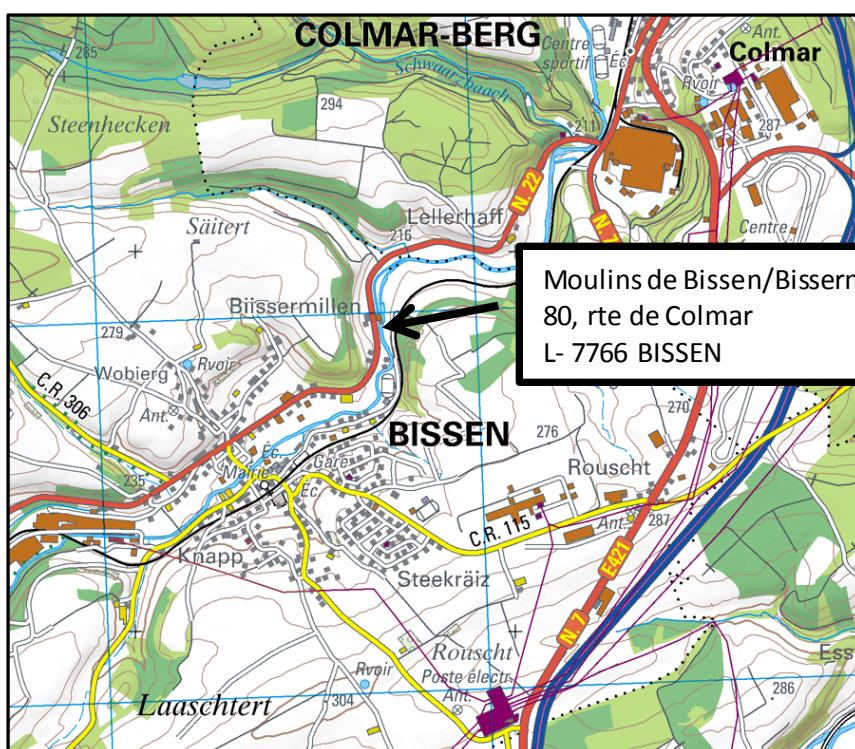 COLMAR-BERG
Centre
sportif
Éc
Ant.
Colmar
285
Schwaarzbaach
Rvoir
294
Steenhecken
211
287
N. 22
Lellerhaff
Säitert
216
N. 7
Centre
Moulins de Bissen/Bisserm
80, rte de Colmar
L- 7766 BISSEN
Biissermillen
279
Rvoir
Wobierg
C.R. 306
Ant.
270
BISSEN
276
Éc.
Gare
Rouscht
235
Mairie
Éc
C.R. 115
Ant.
287
Knapp
E421
Steekräiz
N. 7
Rouscht
Ess
Rvoir
Poste électr.
Ant.
286
Laaschtert
304